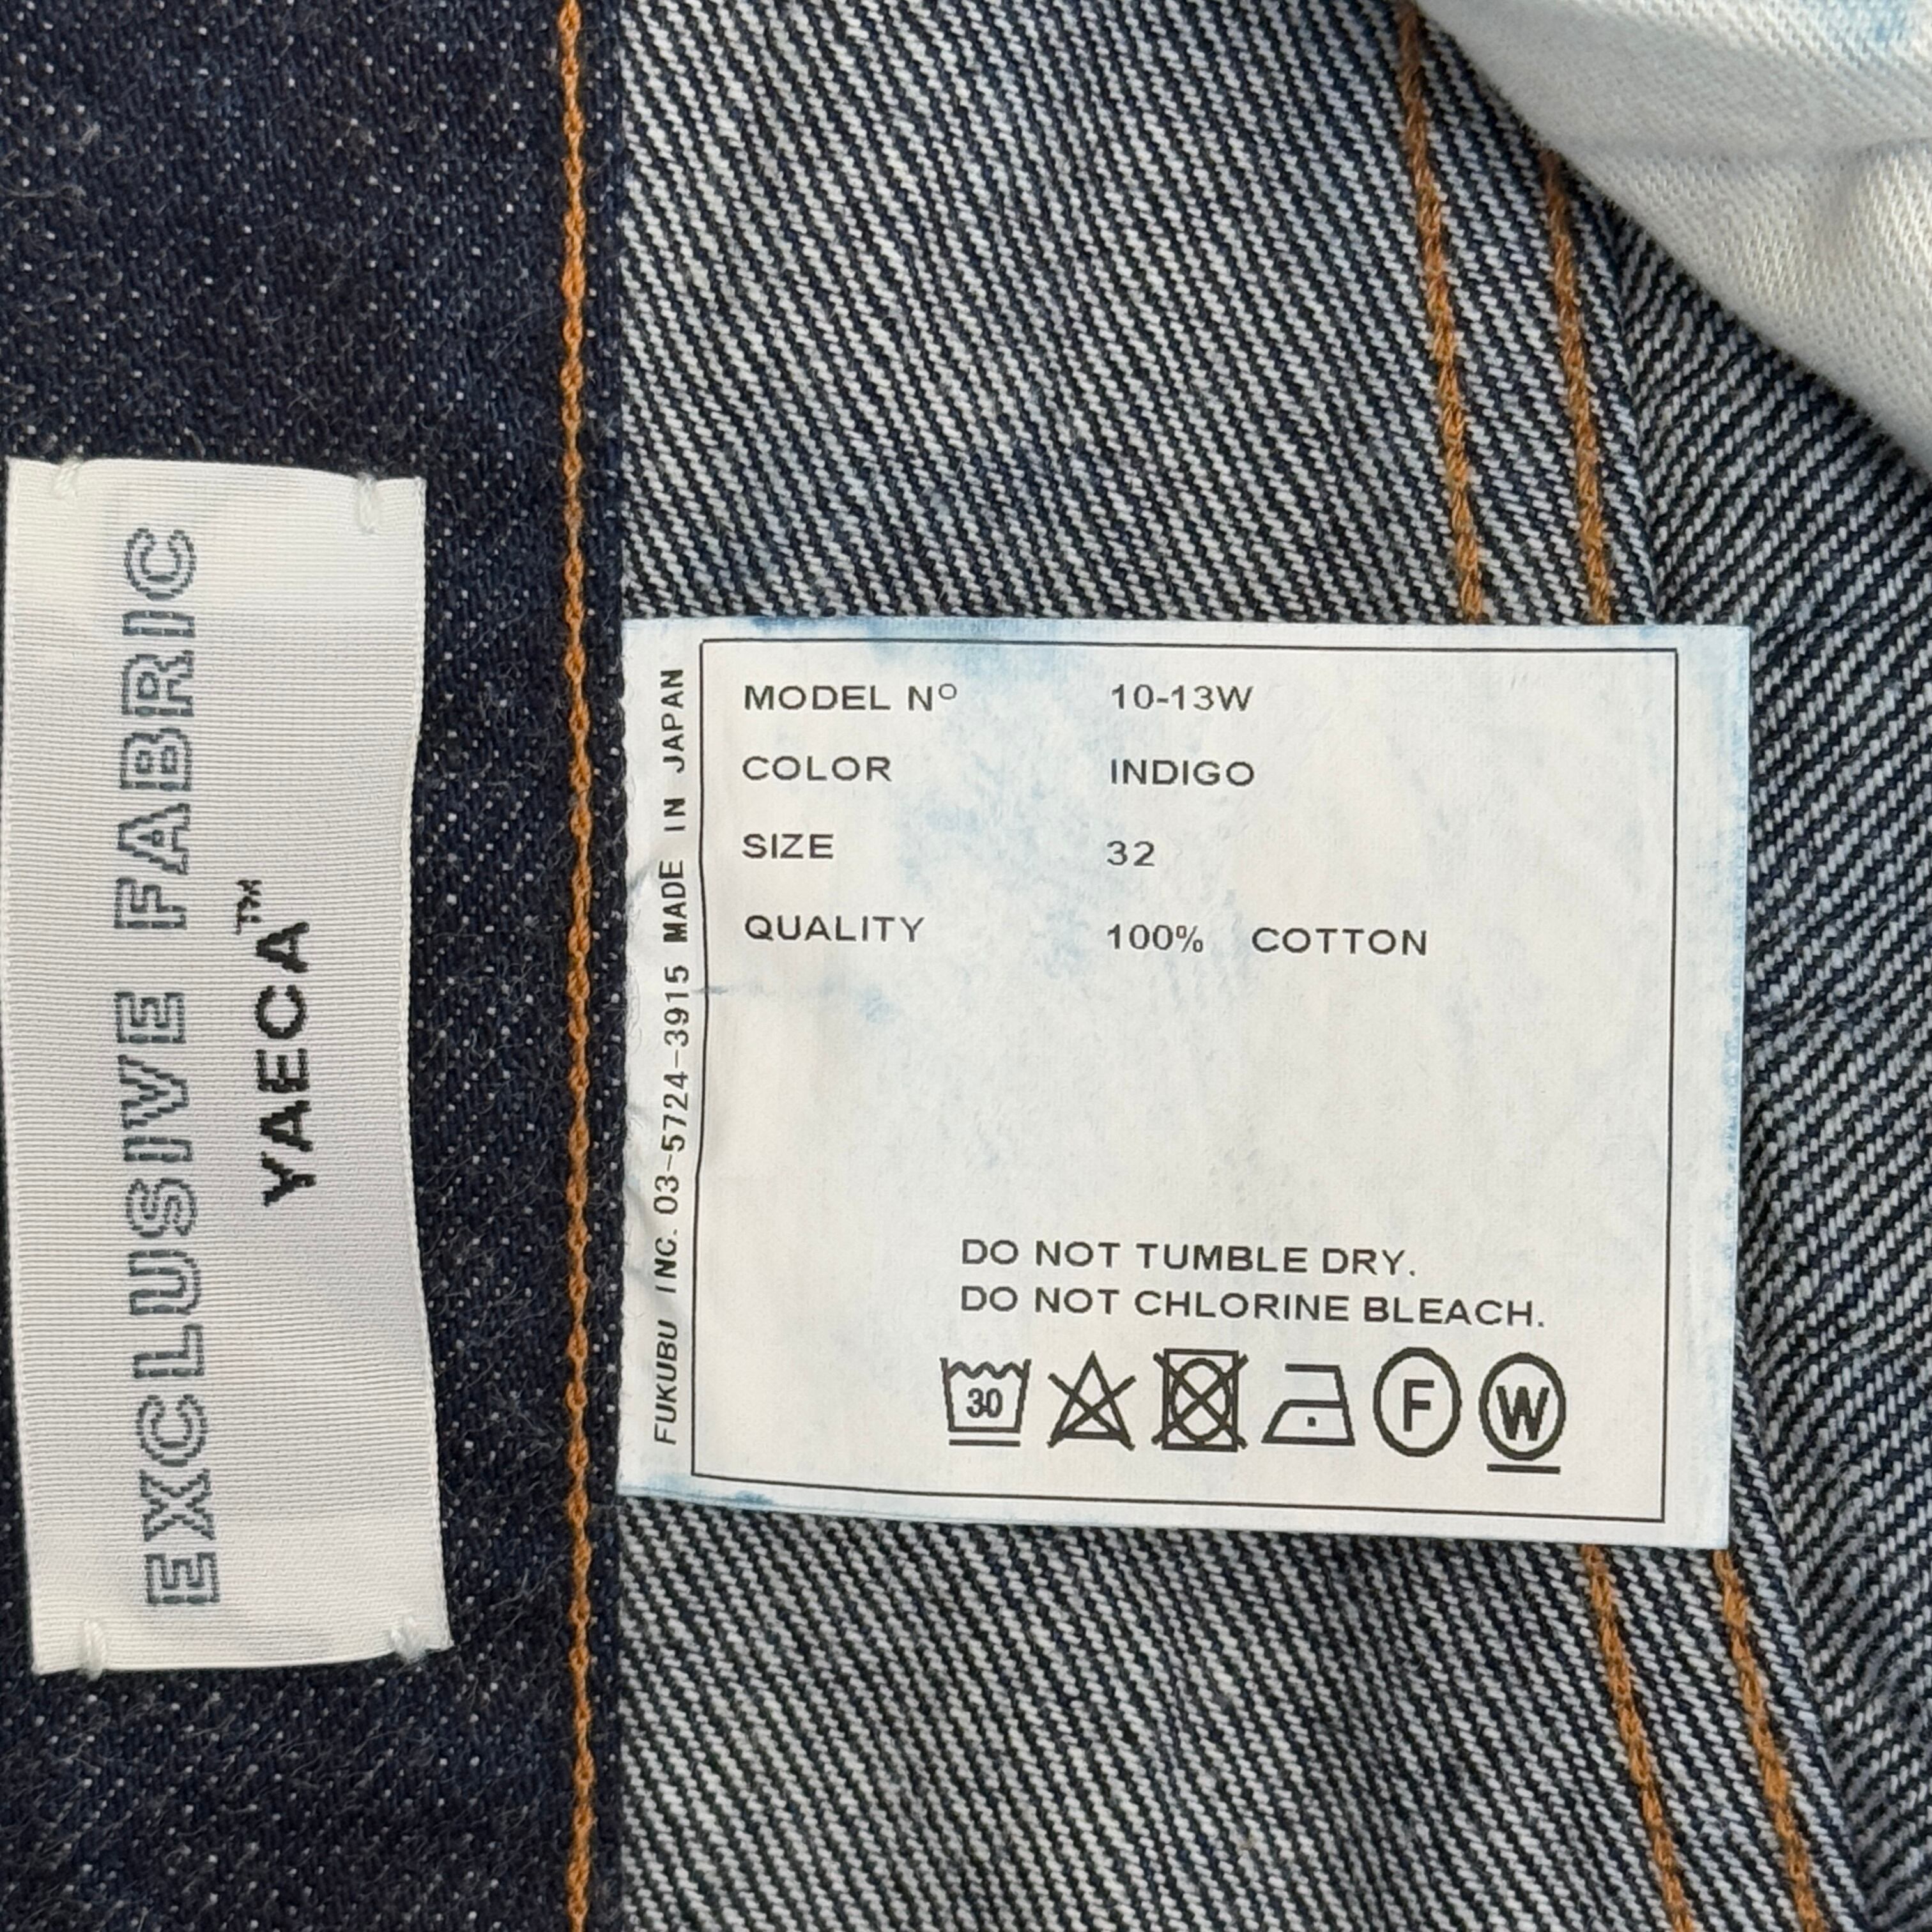 EXCLUSIVE FABRIC
YAECA™
FUKUBU INC. 03-5724-3915 MADE IN JAPAN
MODEL Nº 10-13W
COLOR INDIGO
SIZE 32
QUALITY 100% COTTON
DO NOT TUMBLE DRY.
DO NOT CHLORINE BLEACH.
30 F W